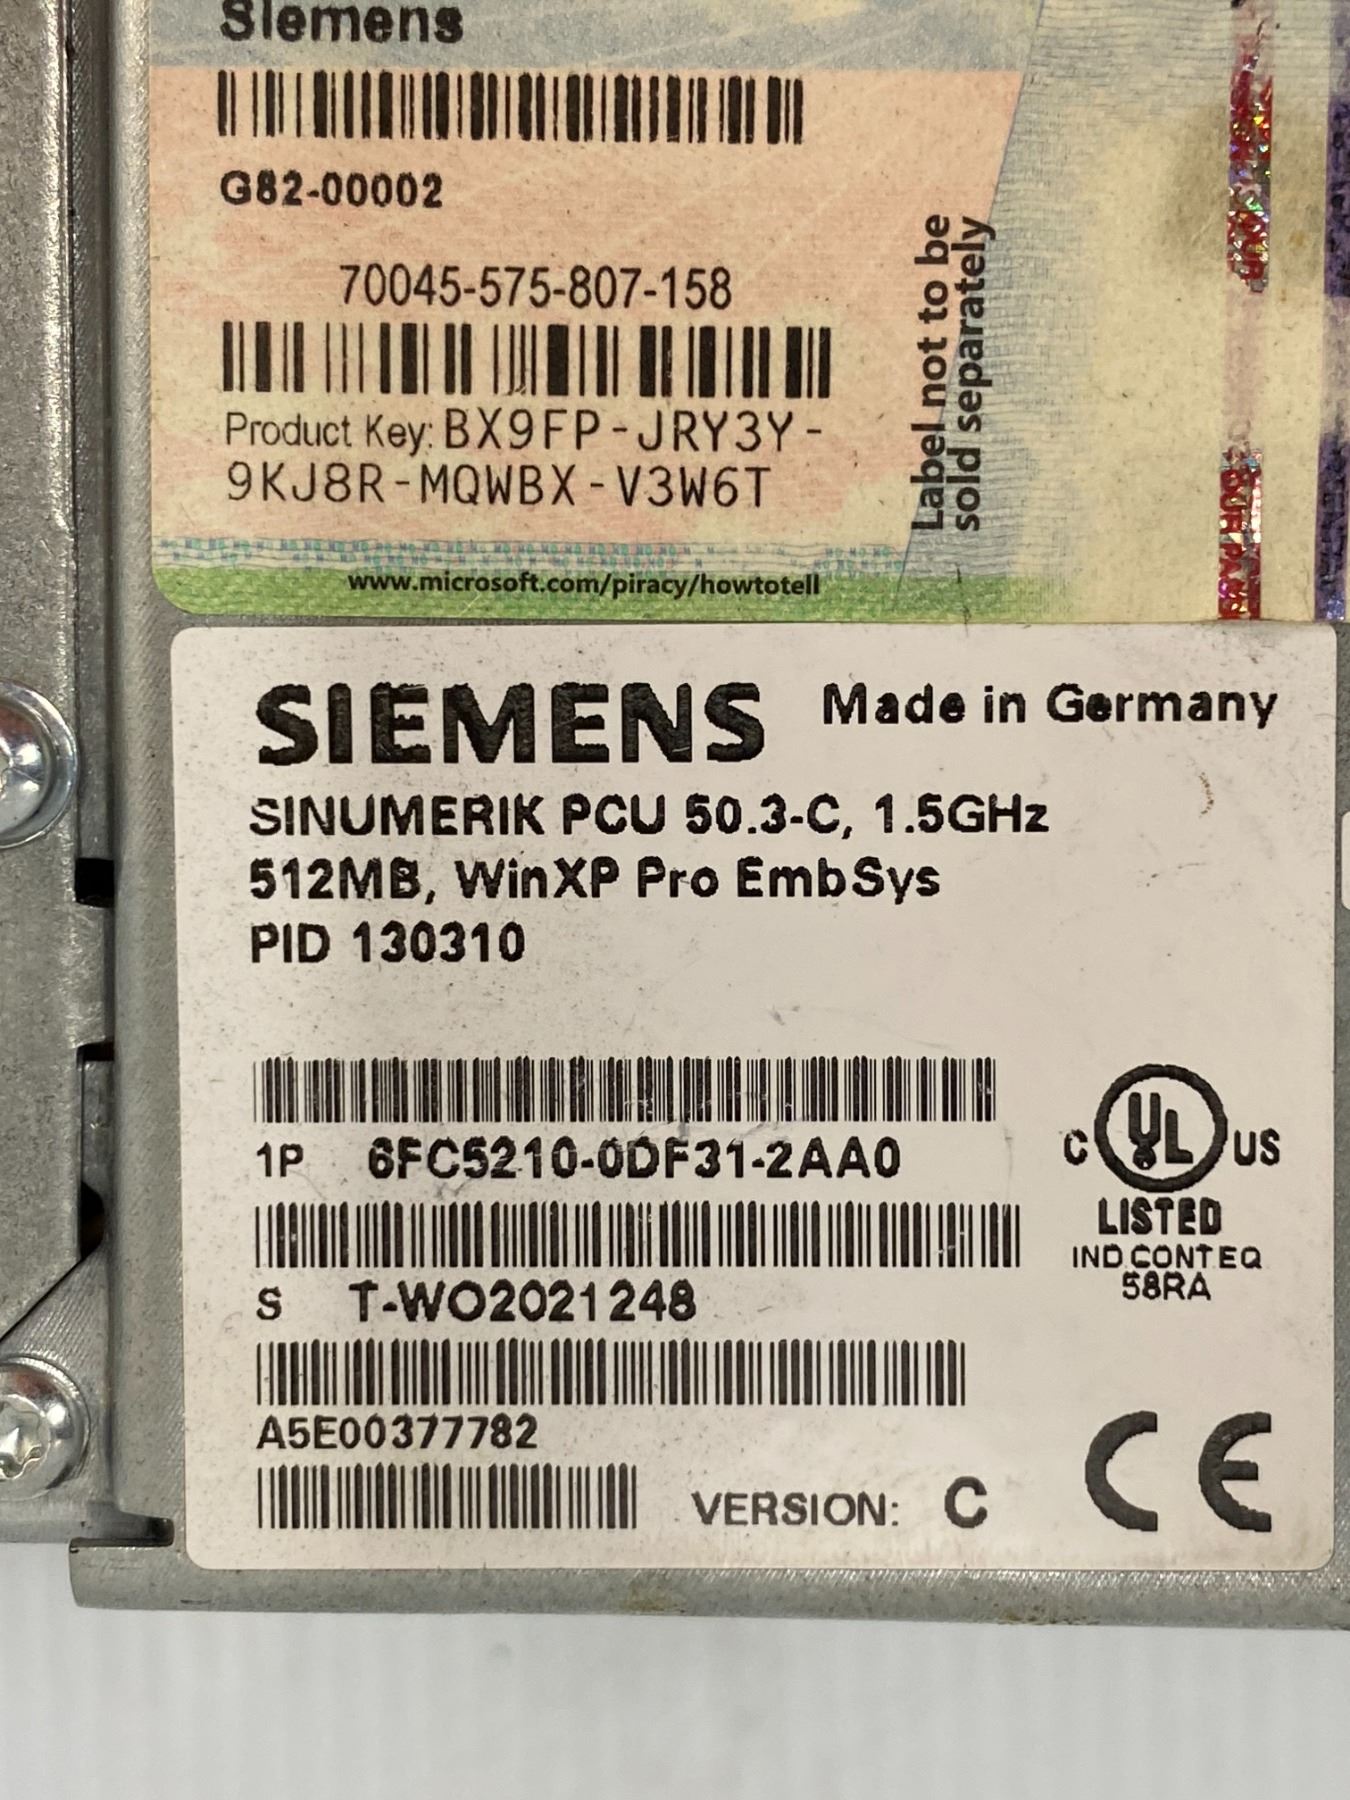 Siemens
G82-00002
70045-575-807-158
Product Key: BX9FP-JRY3Y-
9KJ8R-MQWBX-V3W6T
Label not to be
sold separately
www.microsoft.com/piracy/howtotell
SIEMENS Made in Germany
SINUMERIK PCU 50.3-C, 1.5GHz
512MB, WinXP Pro EmbSys
PID 130310
1P 6FC5210-0DF31-2AA0
C UL US
LISTED
IND CONT EQ
58RA
S T-WO2021248
A5E00377782
VERSION: C
CE